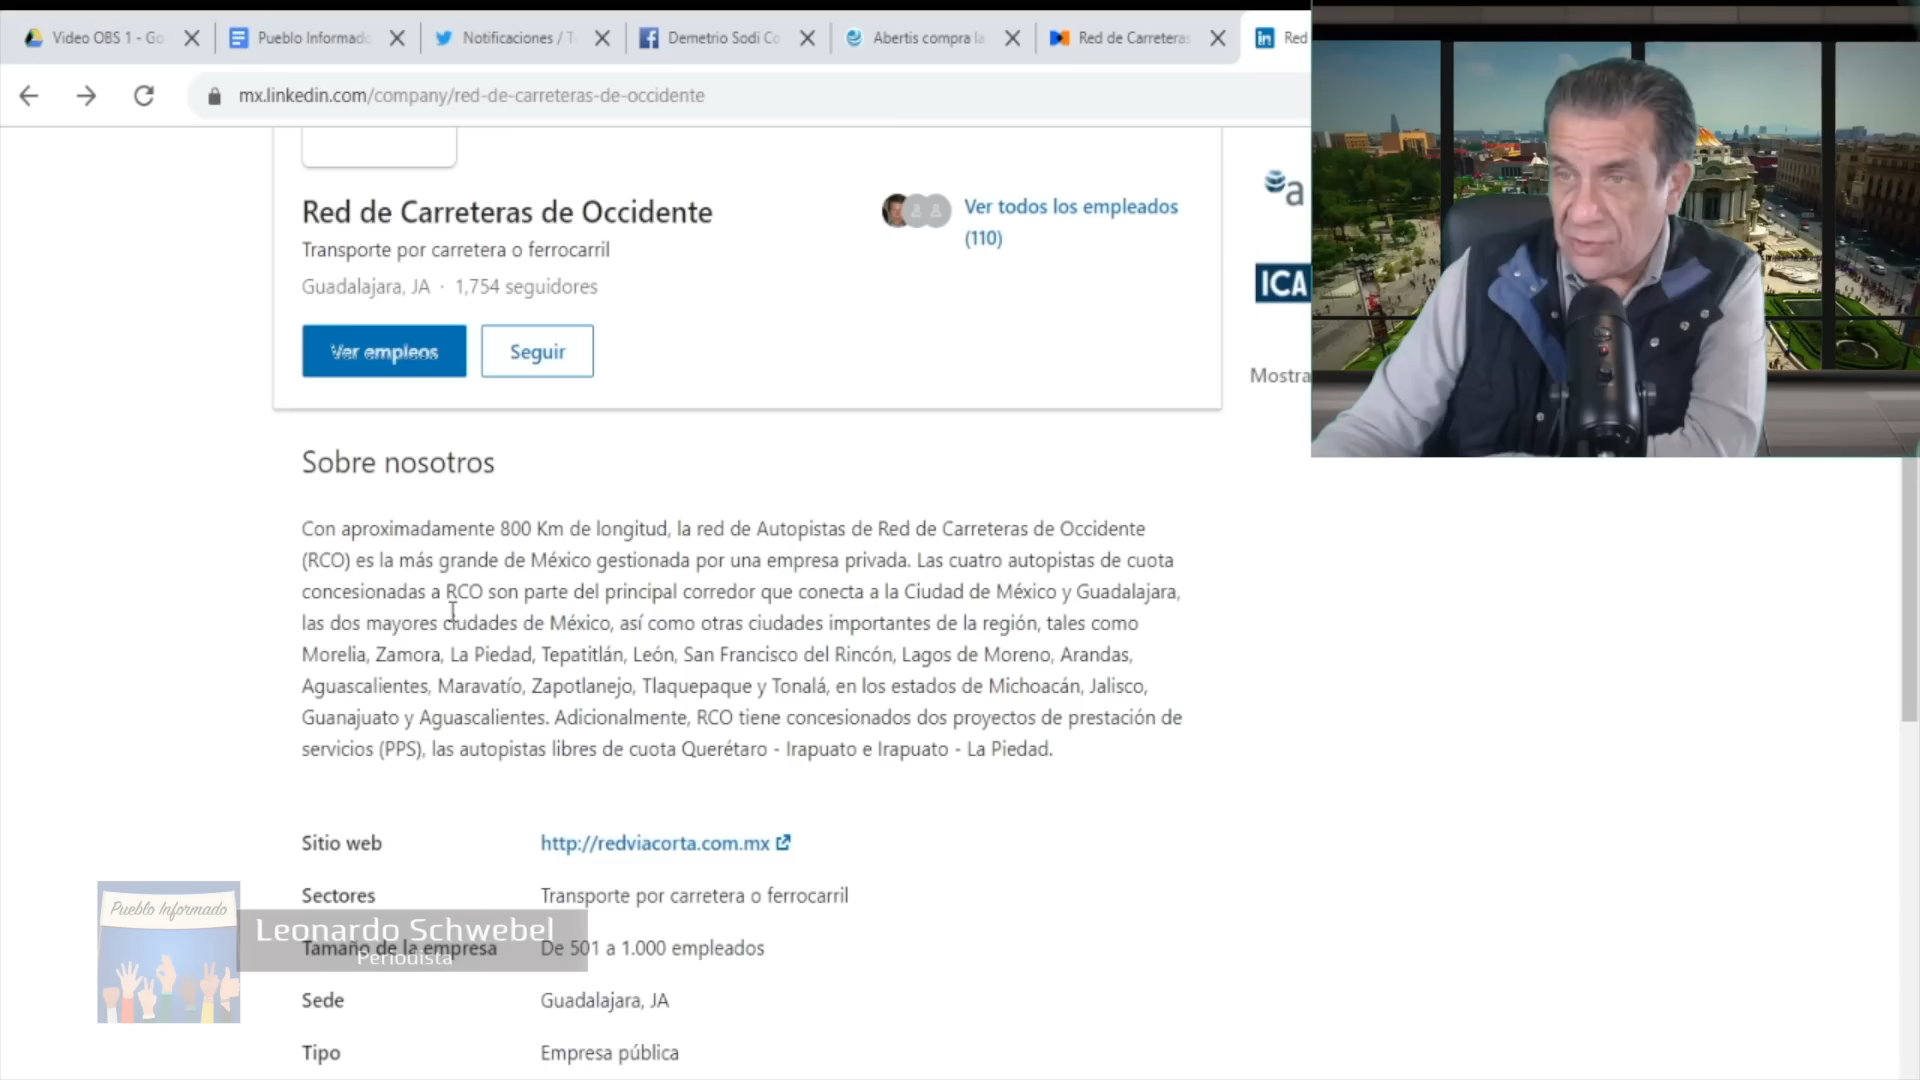 Video OBS 1 - Go
Pueblo Informado
Notificaciones / T
Demetrio Sodi Co
Abertis compra la
Red de Carreteras
Red
mx.linkedin.com/company/red-de-carreteras-de-occidente
Red de Carreteras de Occidente
Transporte por carretera o ferrocarril
Guadalajara, JA · 1,754 seguidores
Ver todos los empleados
(110)
Ver empleos
Seguir
a
ICA
Mostra
Sobre nosotros
Con aproximadamente 800 Km de longitud, la red de Autopistas de Red de Carreteras de Occidente
(RCO) es la más grande de México gestionada por una empresa privada. Las cuatro autopistas de cuota
concesionadas a RCO son parte del principal corredor que conecta a la Ciudad de México y Guadalajara,
las dos mayores ciudades de México, así como otras ciudades importantes de la región, tales como
Morelia, Zamora, La Piedad, Tepatitlán, León, San Francisco del Rincón, Lagos de Moreno, Arandas,
Aguascalientes, Maravatío, Zapotlanejo, Tlaquepaque y Tonalá, en los estados de Michoacán, Jalisco,
Guanajuato y Aguascalientes. Adicionalmente, RCO tiene concesionados dos proyectos de prestación de
servicios (PPS), las autopistas libres de cuota Querétaro - Irapuato e Irapuato - La Piedad.
Sitio web http://redviacorta.com.mx
Sectores Transporte por carretera o ferrocarril
Pueblo Informado
Leonardo Schwebel
Tamaño de la empresa De 501 a 1.000 empleados
Periodista
Sede Guadalajara, JA
Tipo Empresa pública